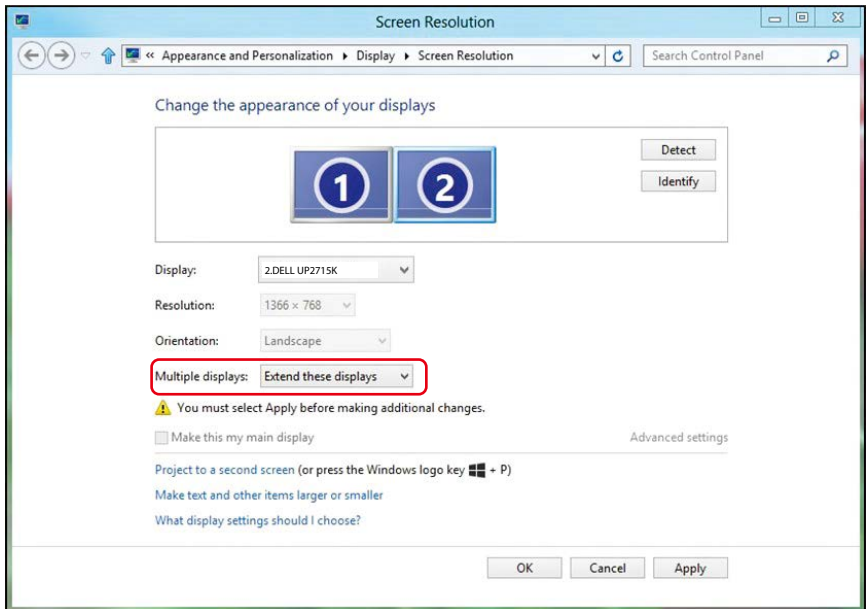 Screen Resolution
« Appearance and Personalization ▸ Display ▸ Screen Resolution Search Control Panel
Change the appearance of your displays
1 2
Detect
Identify
Display: 2.DELL UP2715K
Resolution: 1366 × 768
Orientation: Landscape
Multiple displays: Extend these displays
You must select Apply before making additional changes.
Make this my main display Advanced settings
Project to a second screen (or press the Windows logo key + P)
Make text and other items larger or smaller
What display settings should I choose?
OK Cancel Apply